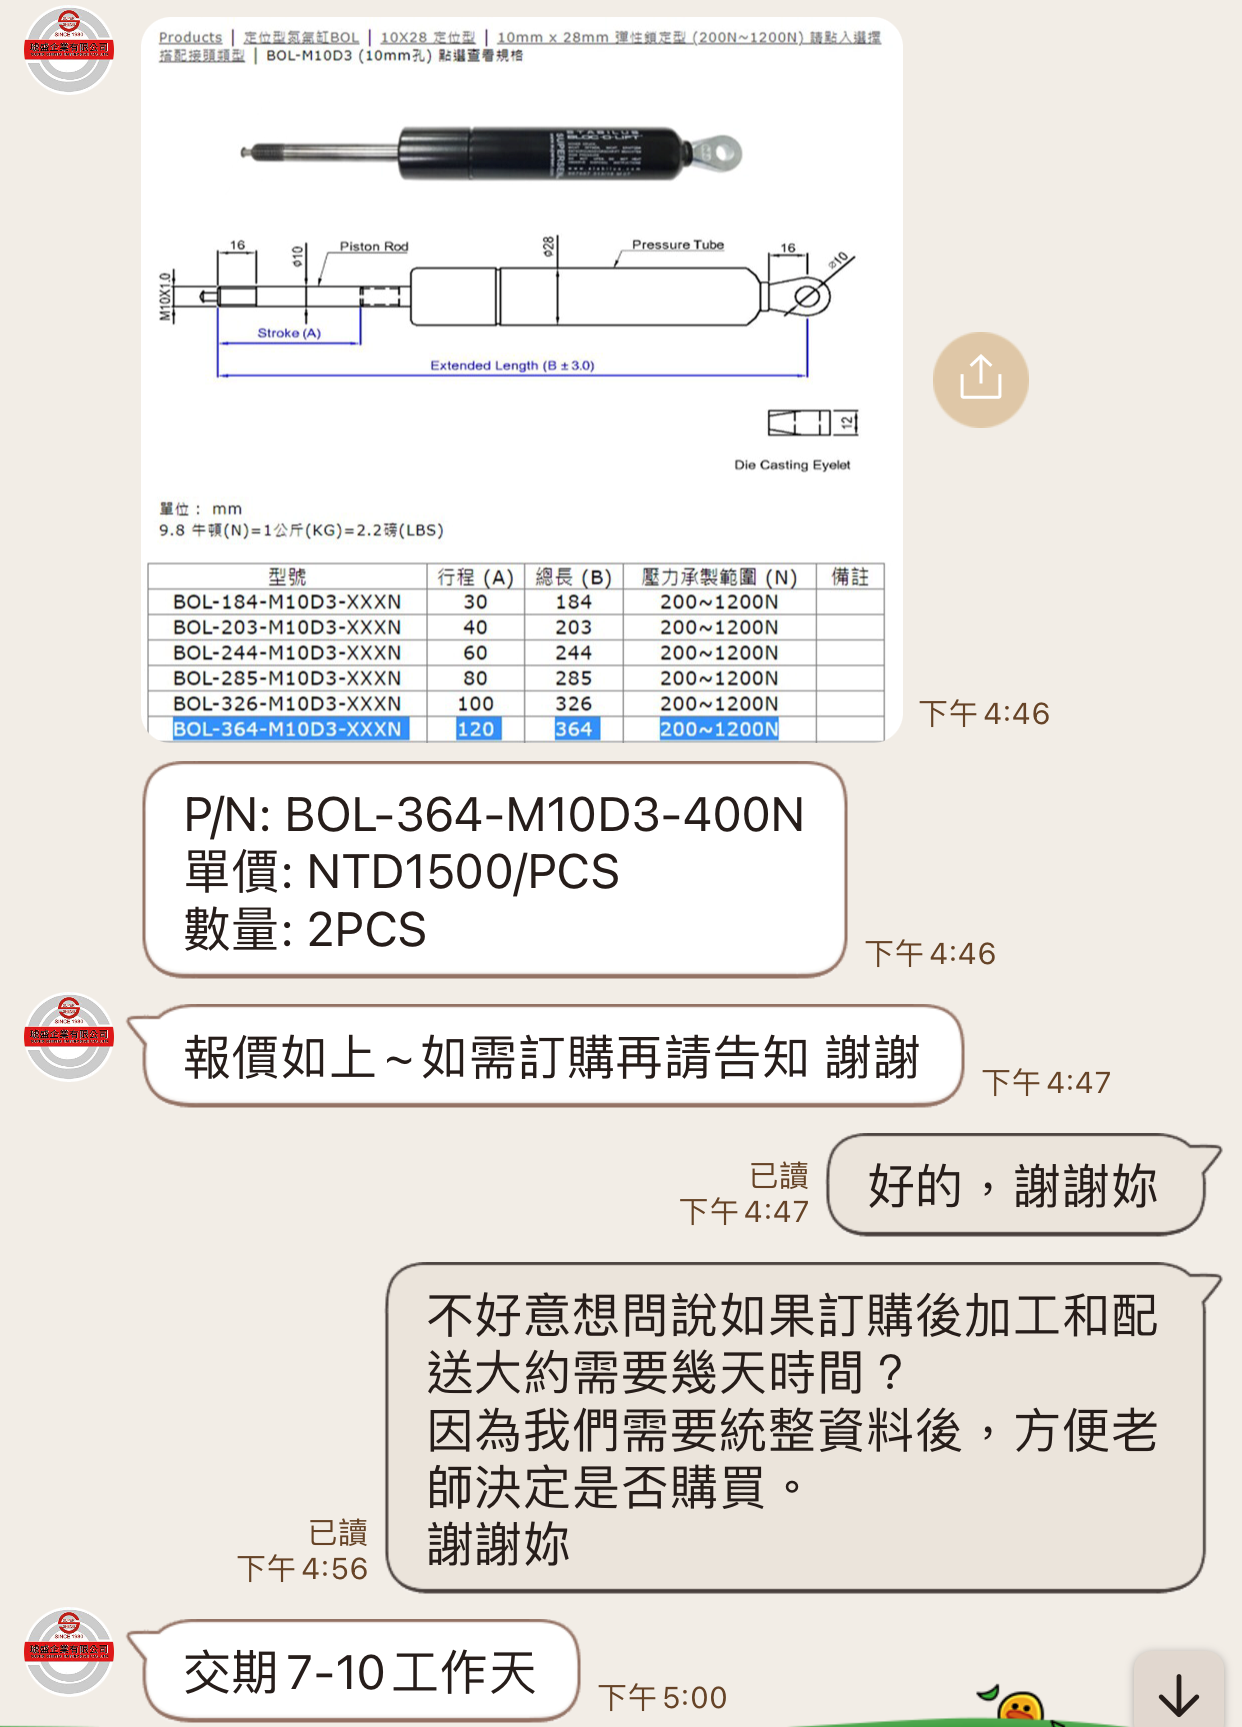 Products | 定位型氮氣缸BOL | 10X28 定位型 | 10mm x 28mm 彈性鎖定型 (200N~1200N) 請點入選擇
搭配接頭類型 | BOL-M10D3 (10mm孔) 點選查看規格
STABILUS
BLOC-O-LIFT
16
ø10
Piston Rod
ø28
Pressure Tube
16
ø10
M10X1.0
Stroke (A)
Extended Length (B ± 3.0)
12
Die Casting Eyelet
單位： mm
9.8 牛頓(N)=1公斤(KG)=2.2磅(LBS)
型號 行程 (A) 總長 (B) 壓力承製範圍 (N) 備註
BOL-184-M10D3-XXXN 30 184 200~1200N
BOL-203-M10D3-XXXN 40 203 200~1200N
BOL-244-M10D3-XXXN 60 244 200~1200N
BOL-285-M10D3-XXXN 80 285 200~1200N
BOL-326-M10D3-XXXN 100 326 200~1200N
BOL-364-M10D3-XXXN 120 364 200~1200N
下午 4:46
P/N: BOL-364-M10D3-400N
單價: NTD1500/PCS
數量: 2PCS
下午 4:46
SINCE 1980
報價如上~如需訂購再請告知 謝謝
下午 4:47
已讀
下午 4:47
好的，謝謝妳
不好意想問說如果訂購後加工和配
送大約需要幾天時間？
因為我們需要統整資料後，方便老
師決定是否購買。
謝謝妳
已讀
下午 4:56
交期 7-10 工作天
下午 5:00